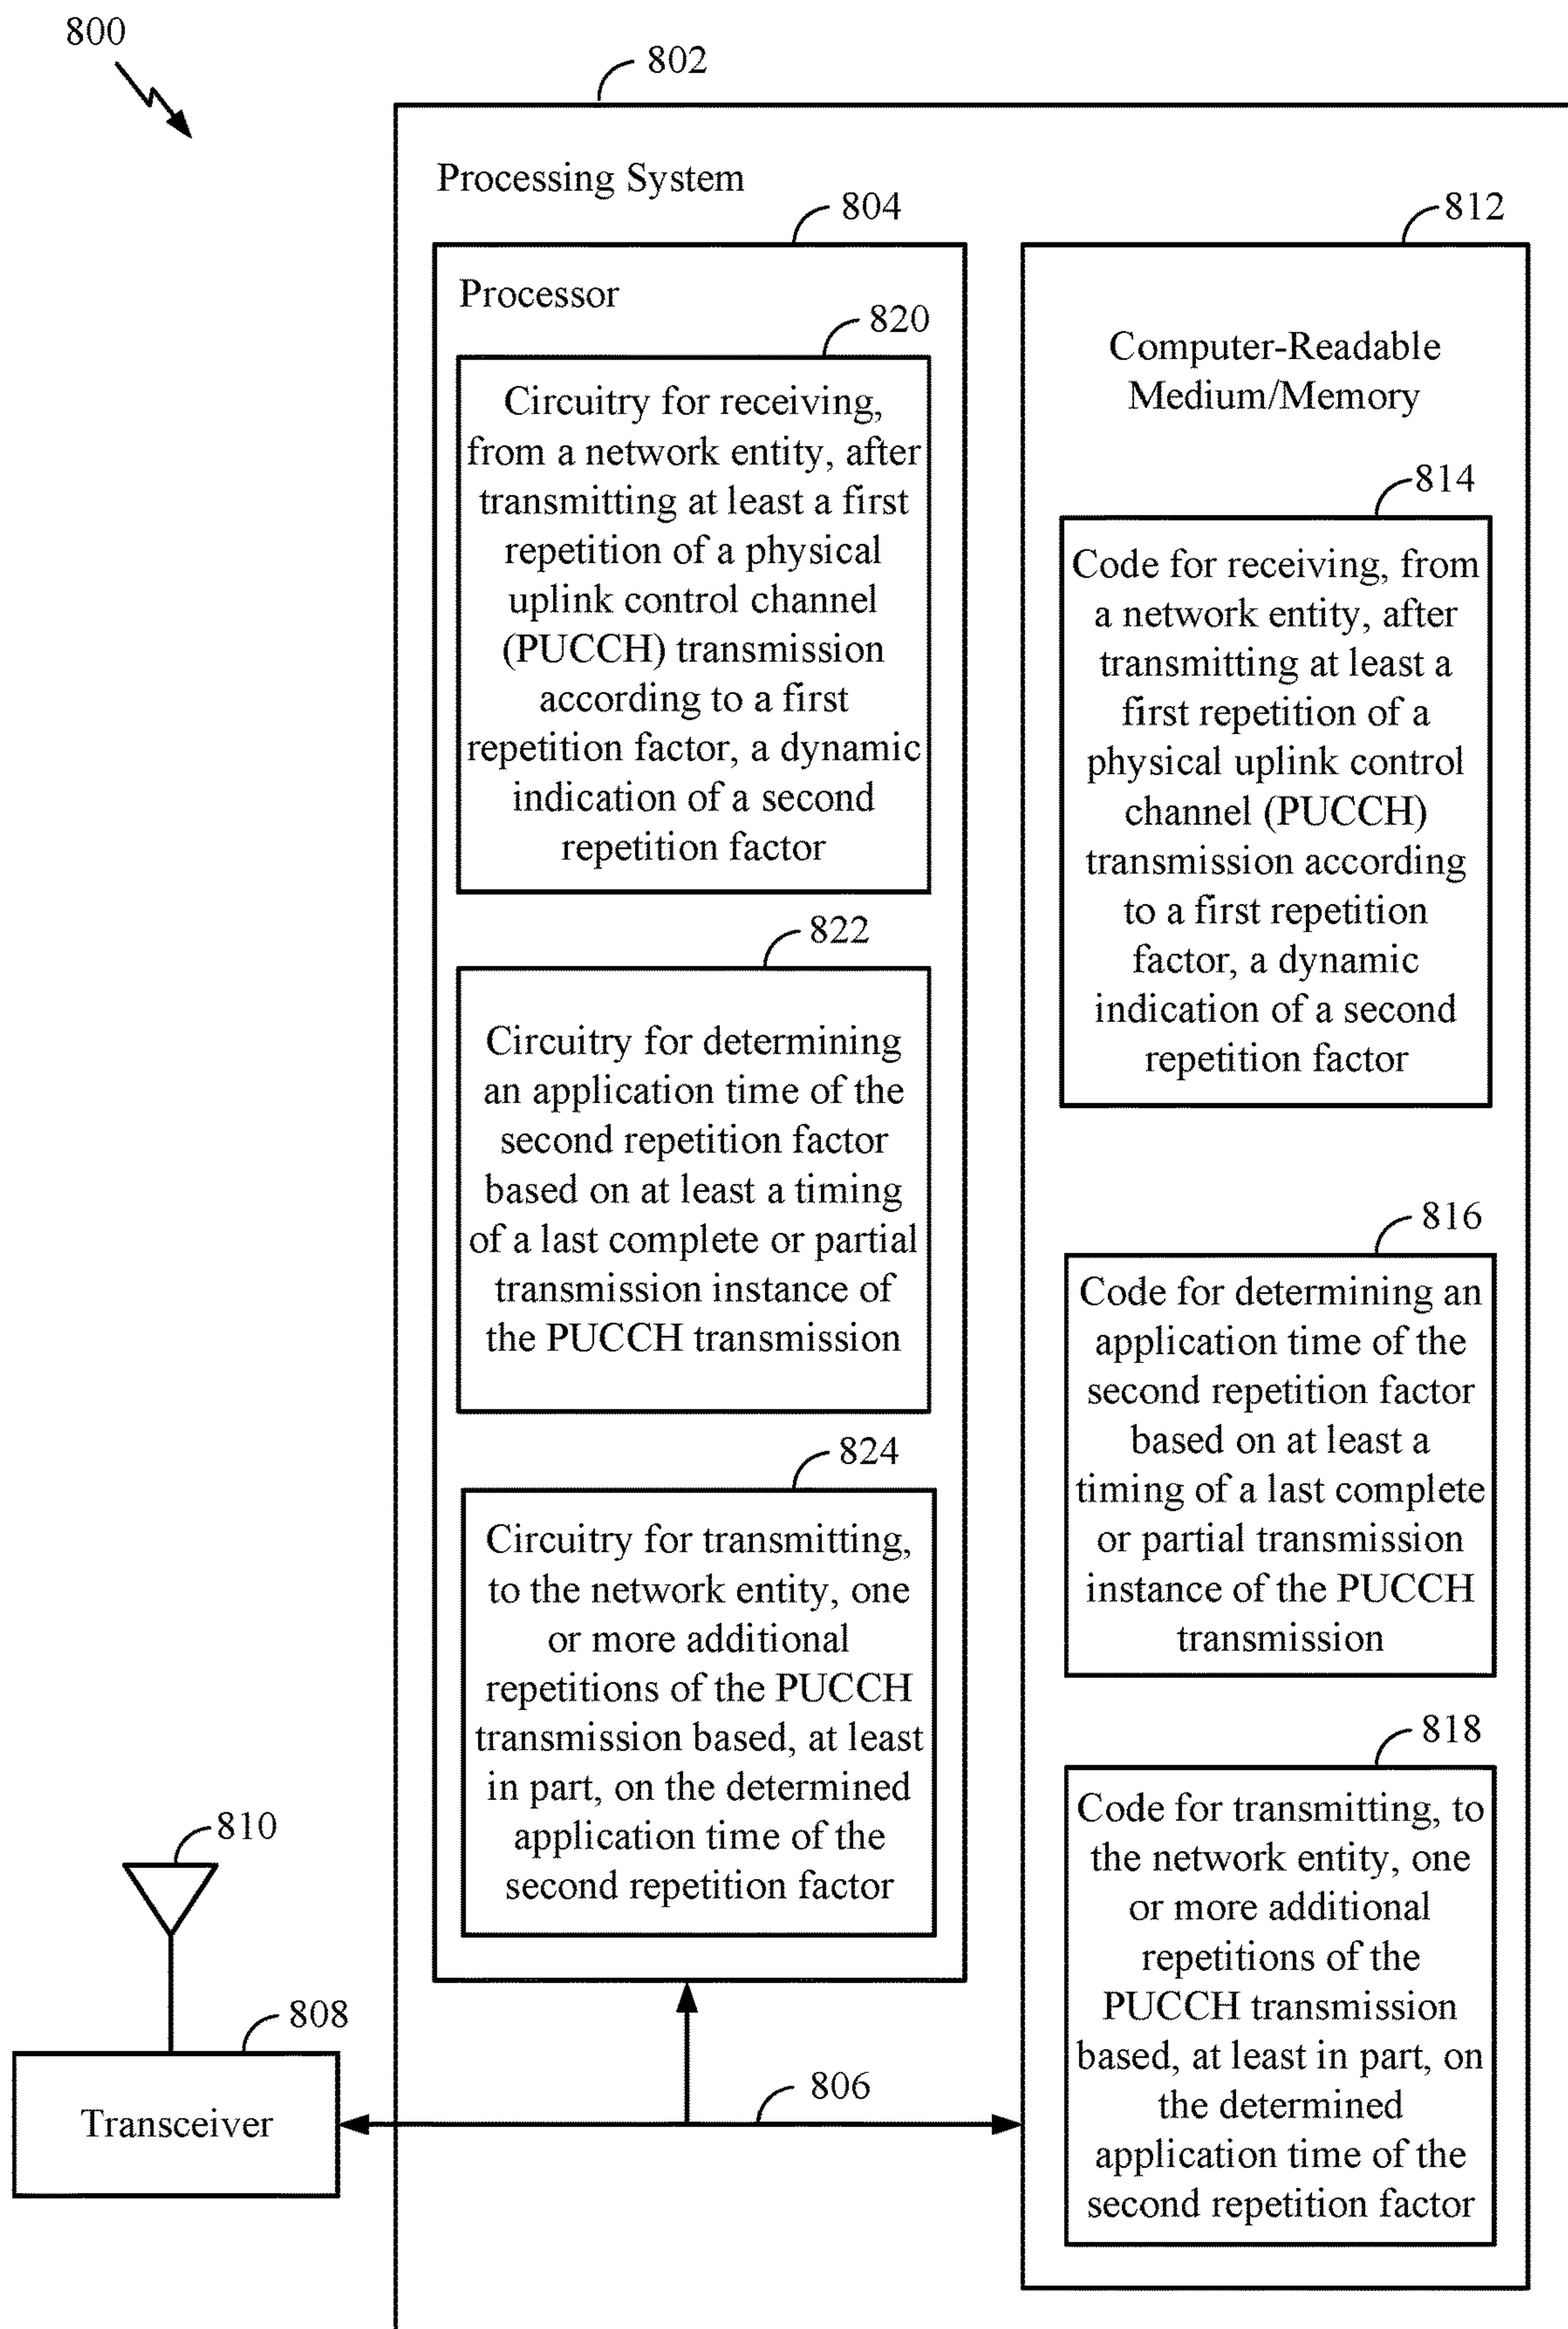 800
802
Processing System
804
Processor
820
Circuitry for receiving,
from a network entity, after
transmitting at least a first
repetition of a physical
uplink control channel
(PUCCH) transmission
according to a first
repetition factor, a dynamic
indication of a second
repetition factor
822
Circuitry for determining
an application time of the
second repetition factor
based on at least a timing
of a last complete or partial
transmission instance of
the PUCCH transmission
824
Circuitry for transmitting,
to the network entity, one
or more additional
repetitions of the PUCCH
transmission based, at least
in part, on the determined
application time of the
second repetition factor
812
Computer-Readable
Medium/Memory
814
Code for receiving, from
a network entity, after
transmitting at least a
first repetition of a
physical uplink control
channel (PUCCH)
transmission according
to a first repetition
factor, a dynamic
indication of a second
repetition factor
816
Code for determining an
application time of the
second repetition factor
based on at least a
timing of a last complete
or partial transmission
instance of the PUCCH
transmission
818
Code for transmitting, to
the network entity, one
or more additional
repetitions of the
PUCCH transmission
based, at least in part, on
the determined
application time of the
second repetition factor
810
808
Transceiver
806